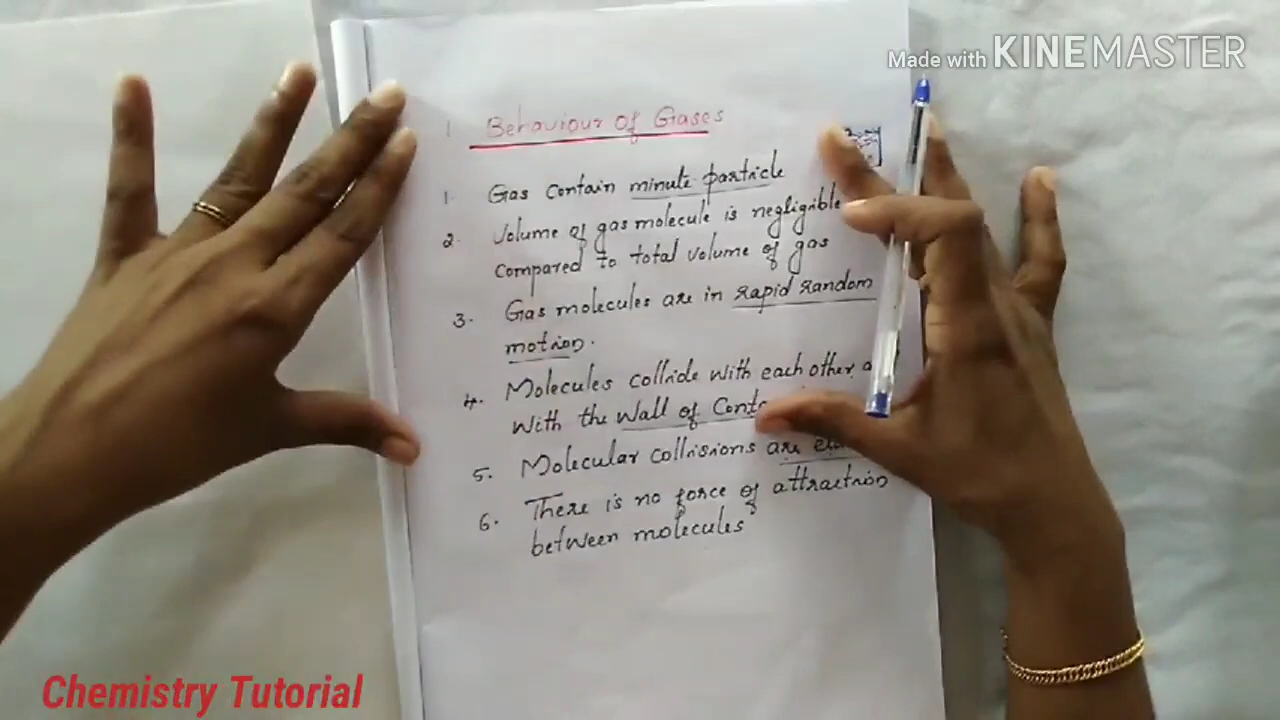 Made with KINEMASTER
1 Behaviour of Gases
1. Gas contain minute particle
2. Volume of gas molecule is negligible
compared to total volume of gas
3. Gas molecules are in rapid random
motion.
4. Molecules collide with each other
with the Wall of
5. Molecular collisions are
6. There is no force of attraction
between molecules
Chemistry Tutorial